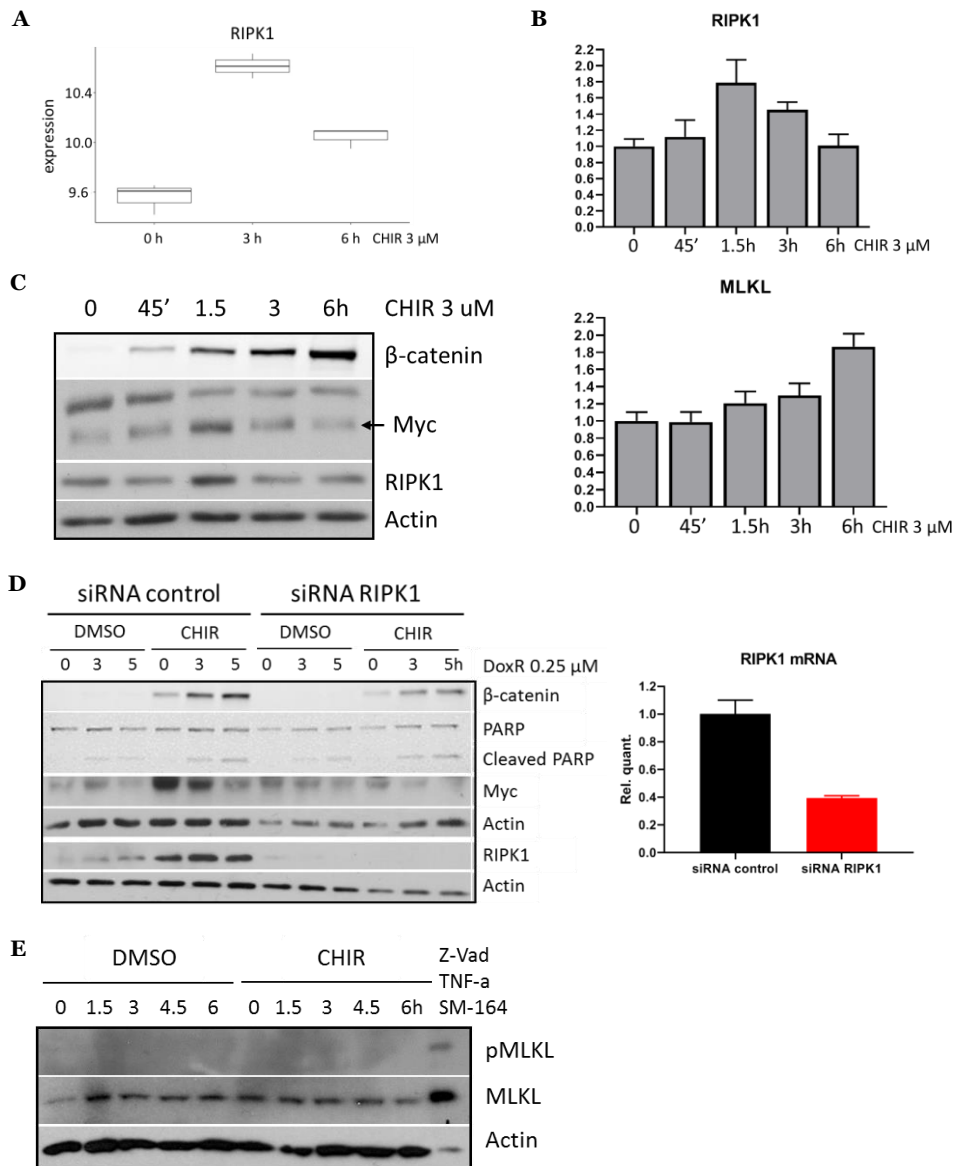 A
RIPK1
expression
10.4
10.0
9.6
0 h 3 h 6 h CHIR 3 μM
B
RIPK1
2.2
2.0
1.8
1.6
1.4
1.2
1.0
0.8
0.6
0.4
0.2
0.0
0 45' 1.5h 3h 6h CHIR 3 μM
MLKL
2.2
2.0
1.8
1.6
1.4
1.2
1.0
0.8
0.6
0.4
0.2
0.0
0 45' 1.5h 3h 6h CHIR 3 μM
C
0 45’ 1.5 3 6h CHIR 3 uM
β-catenin
Myc
RIPK1
Actin
D
siRNA control siRNA RIPK1
DMSO CHIR DMSO CHIR
0 3 5 0 3 5 0 3 5 0 3 5h DoxR 0.25 μM
β-catenin
PARP
Cleaved PARP
Myc
Actin
RIPK1
Actin
RIPK1 mRNA
Rel. quant.
1.2
1.0
0.8
0.6
0.4
0.2
0.0
siRNA control siRNA RIPK1
E
DMSO CHIR Z-Vad
TNF-a
0 1.5 3 4.5 6 0 1.5 3 4.5 6h SM-164
pMLKL
MLKL
Actin